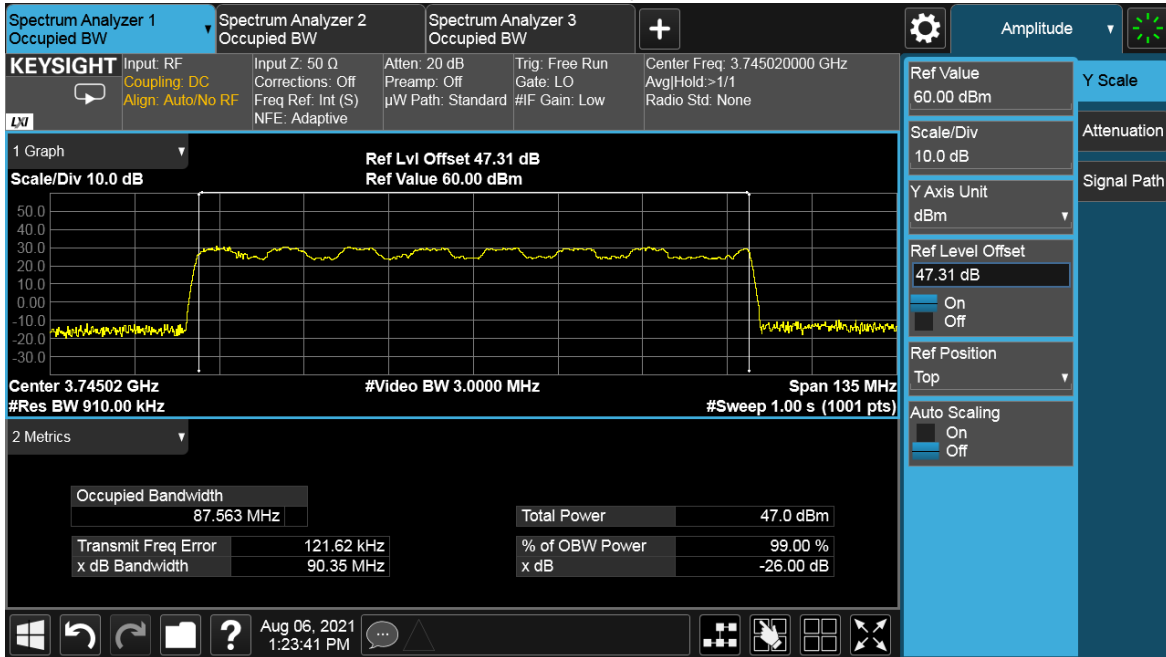 Spectrum Analyzer 1
Occupied BW
Spectrum Analyzer 2
Occupied BW
Spectrum Analyzer 3
Occupied BW
Amplitude
KEYSIGHT
LXI
Input: RF
Coupling: DC
Align: Auto/No RF
Input Z: 50 Ω
Corrections: Off
Freq Ref: Int (S)
NFE: Adaptive
Atten: 20 dB
Preamp: Off
µW Path: Standard
Trig: Free Run
Gate: LO
#IF Gain: Low
Center Freq: 3.745020000 GHz
Avg|Hold:>1/1
Radio Std: None
1 Graph
Scale/Div 10.0 dB
Ref Lvl Offset 47.31 dB
Ref Value 60.00 dBm
50.0
40.0
30.0
20.0
10.0
0.00
-10.0
-20.0
-30.0
Center 3.74502 GHz
#Video BW 3.0000 MHz
Span 135 MHz
#Res BW 910.00 kHz
#Sweep 1.00 s (1001 pts)
2 Metrics
Occupied Bandwidth
87.563 MHz
Total Power 47.0 dBm
Transmit Freq Error 121.62 kHz
% of OBW Power 99.00 %
x dB Bandwidth 90.35 MHz
x dB -26.00 dB
?
Aug 06, 2021
1:23:41 PM
Ref Value
60.00 dBm
Scale/Div
10.0 dB
Y Axis Unit
dBm
Ref Level Offset
47.31 dB
On
Off
Ref Position
Top
Auto Scaling
On
Off
Y Scale
Attenuation
Signal Path